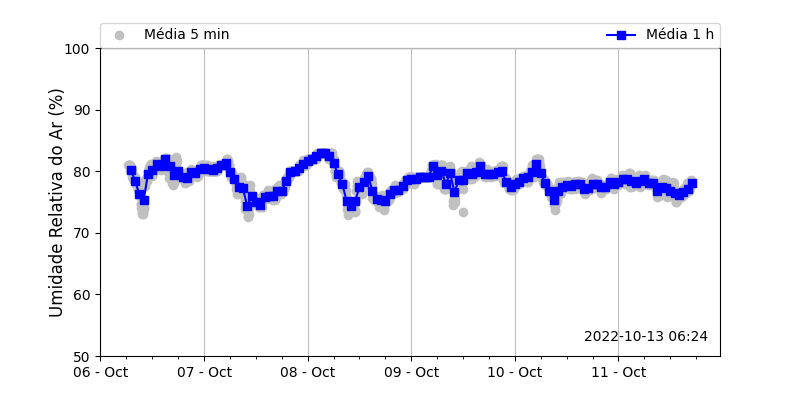 Média 5 min
Média 1 h
Umidade Relativa do Ar (%)
100
90
80
70
60
50
2022-10-13 06:24
06 - Oct
07 - Oct
08 - Oct
09 - Oct
10 - Oct
11 - Oct